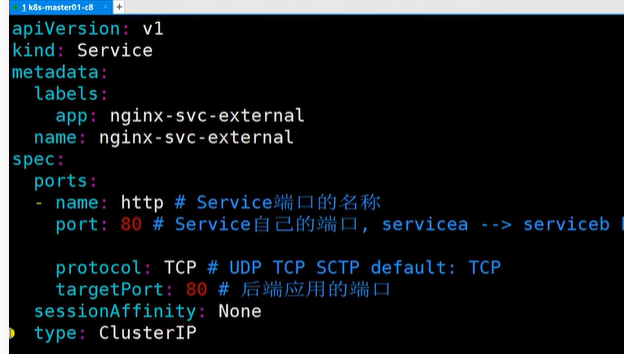 1 k8s-master01-c8 × +
apiVersion: v1
kind: Service
metadata:
  labels:
    app: nginx-svc-external
  name: nginx-svc-external
spec:
  ports:
  - name: http # Service端口的名称
    port: 80 # Service自己的端口, servicea --> serviceb
    protocol: TCP # UDP TCP SCTP default: TCP
    targetPort: 80 # 后端应用的端口
  sessionAffinity: None
  type: ClusterIP